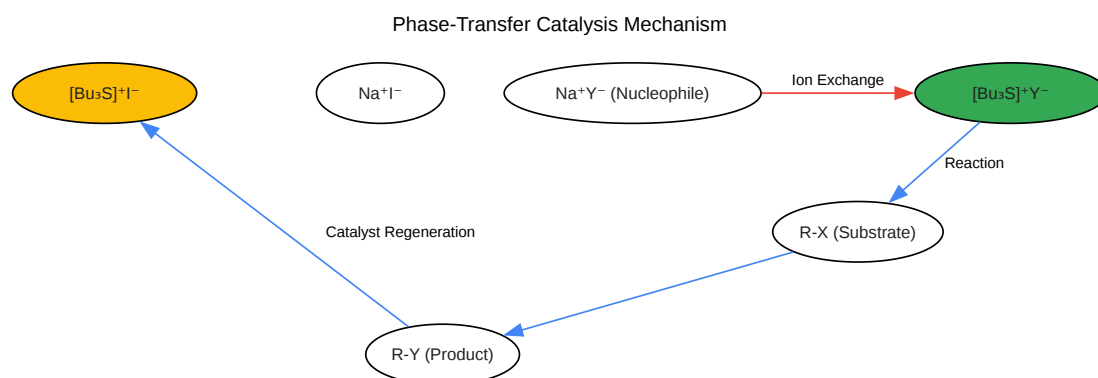 Phase-Transfer Catalysis Mechanism
[Bu₃S]⁺I⁻
Na⁺I⁻
Na⁺Y⁻ (Nucleophile)
Ion Exchange
[Bu₃S]⁺Y⁻
Reaction
R-X (Substrate)
Catalyst Regeneration
R-Y (Product)